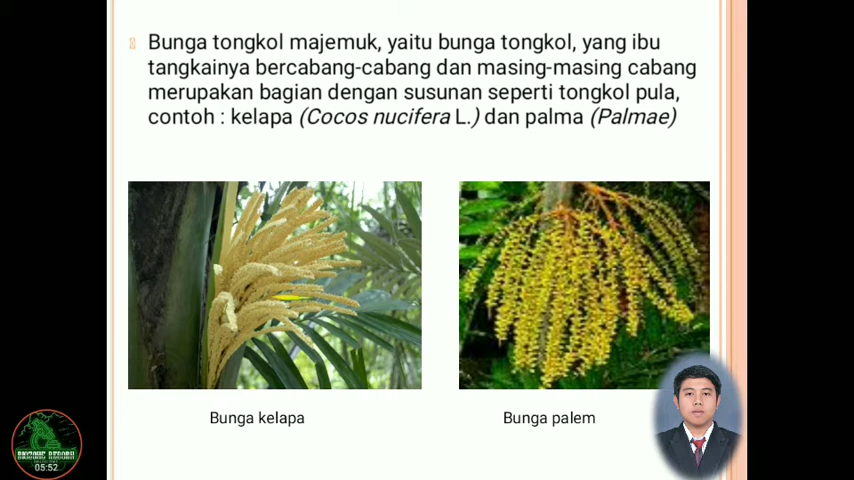 Bunga tongkol majemuk, yaitu bunga tongkol, yang ibu
tangkainya bercabang-cabang dan masing-masing cabang
merupakan bagian dengan susunan seperti tongkol pula,
contoh : kelapa (Cocos nucifera L.) dan palma (Palmae)
Bunga kelapa
Bunga palem
05:52